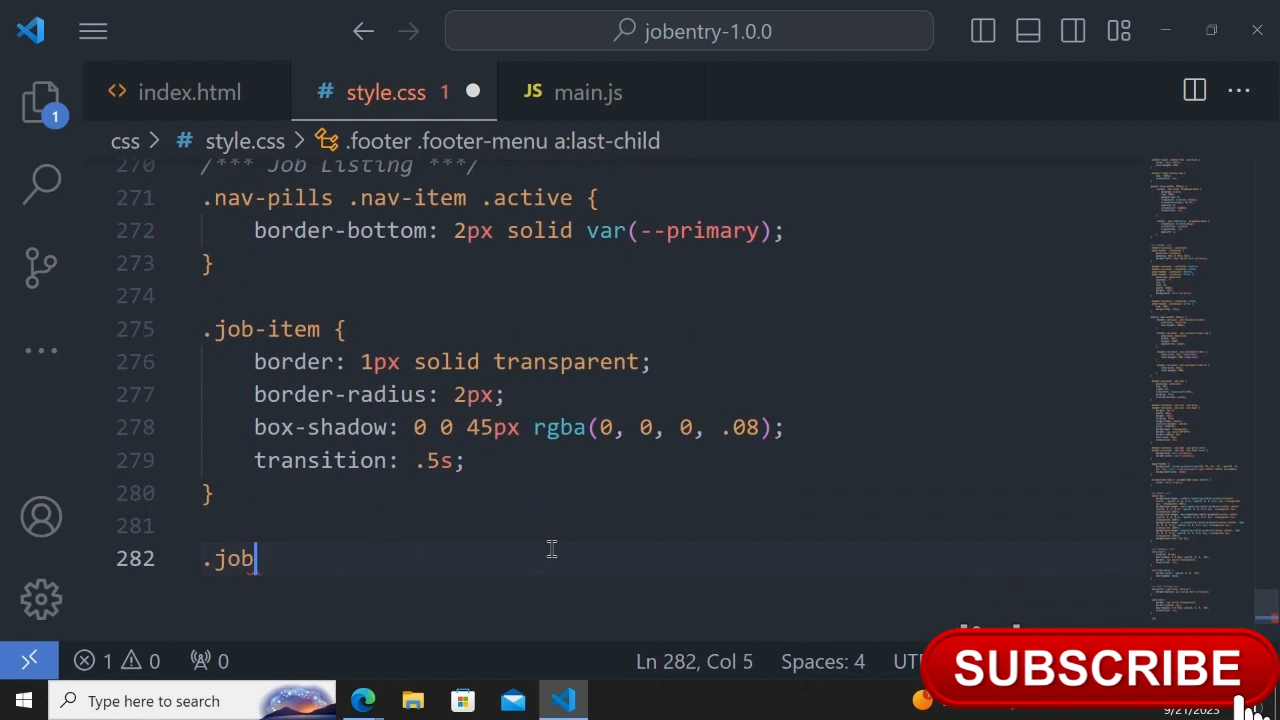 jobentry-1.0.0
index.html
# style.css 1
JS main.js
1
css > # style.css > .footer .footer-menu a:last-child
270 /*** Job Listing ***/
271 .nav-pills .nav-item .active {
272 border-bottom: 2px solid var(--primary);
273 }
274
275 .job-item {
276 border: 1px solid transparent;
277 border-radius: 2px;
278 box-shadow: 0 0 45px rgba(0, 0, 0, .08);
279 transition: .5s;
280 }
281
282 .job
1 0 0
Ln 282, Col 5 Spaces: 4
SUBSCRIBE
Type here to search
9/21/2023